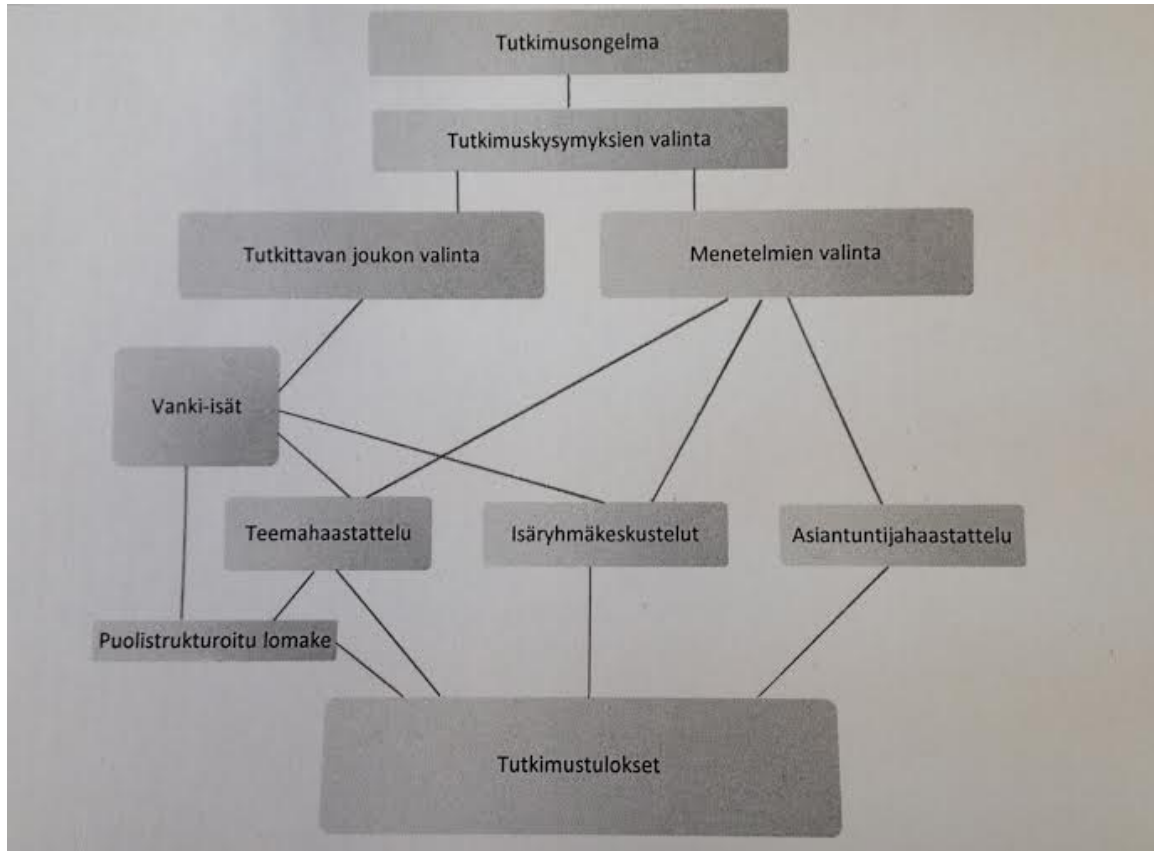 Tutkimusongelma
Tutkimuskysymyksien valinta
Tutkittavan joukon valinta
Menetelmien valinta
Vanki-isät
Teemahaastattelu
Isäryhmäkeskustelut
Asiantuntijahaastattelu
Puolistrukturoitu lomake
Tutkimustulokset